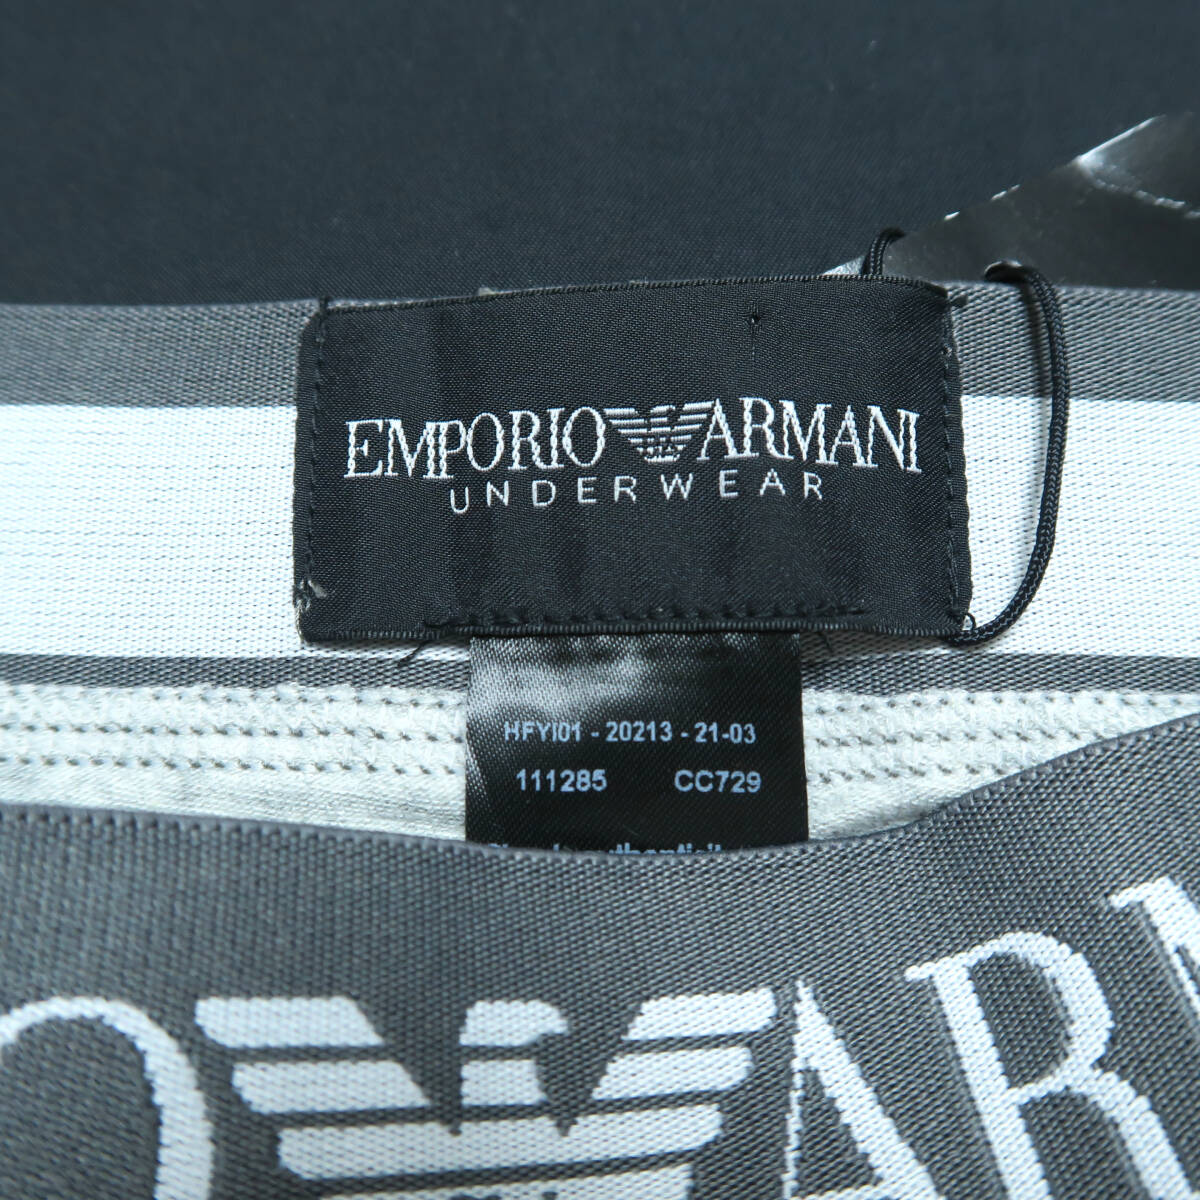 EMPORIO ARMANI
UNDERWEAR
HFYI01 - 20213 - 21-03
111285 CC729